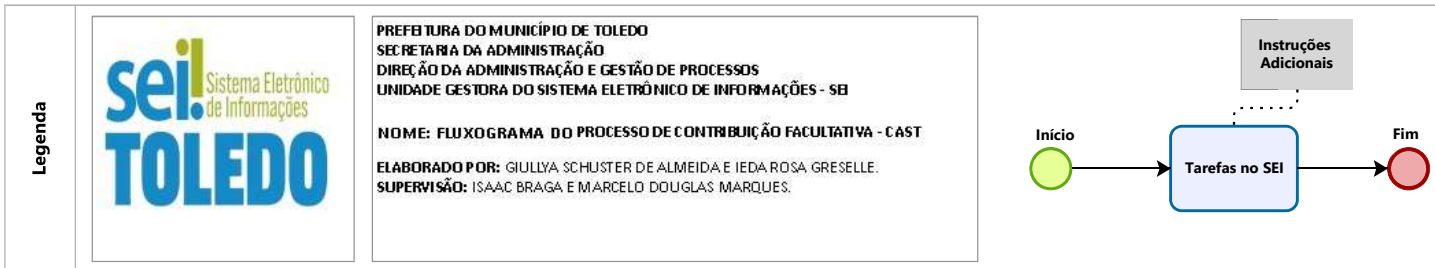 Legenda
sei! Sistema Eletrônico
de Informações
TOLEDO
PREFEITURA DO MUNICÍPIO DE TOLEDO
SECRETARIA DA ADMINISTRAÇÃO
DIREÇÃO DA ADMINISTRAÇÃO E GESTÃO DE PROCESSOS
UNIDADE GESTORA DO SISTEMA ELETRÔNICO DE INFORMAÇÕES - SEI
NOME: FLUXOGRAMA DO PROCESSO DE CONTRIBUIÇÃO FACULTATIVA - CAST
ELABORADO POR: GIULLYA SCHUSTER DE ALMEIDA E IEDA ROSA GRESELLE.
SUPERVISÃO: ISAAC BRAGA E MARCELO DOUGLAS MARQUES.
Instruções
Adicionais
Início
Tarefas no SEI
Fim